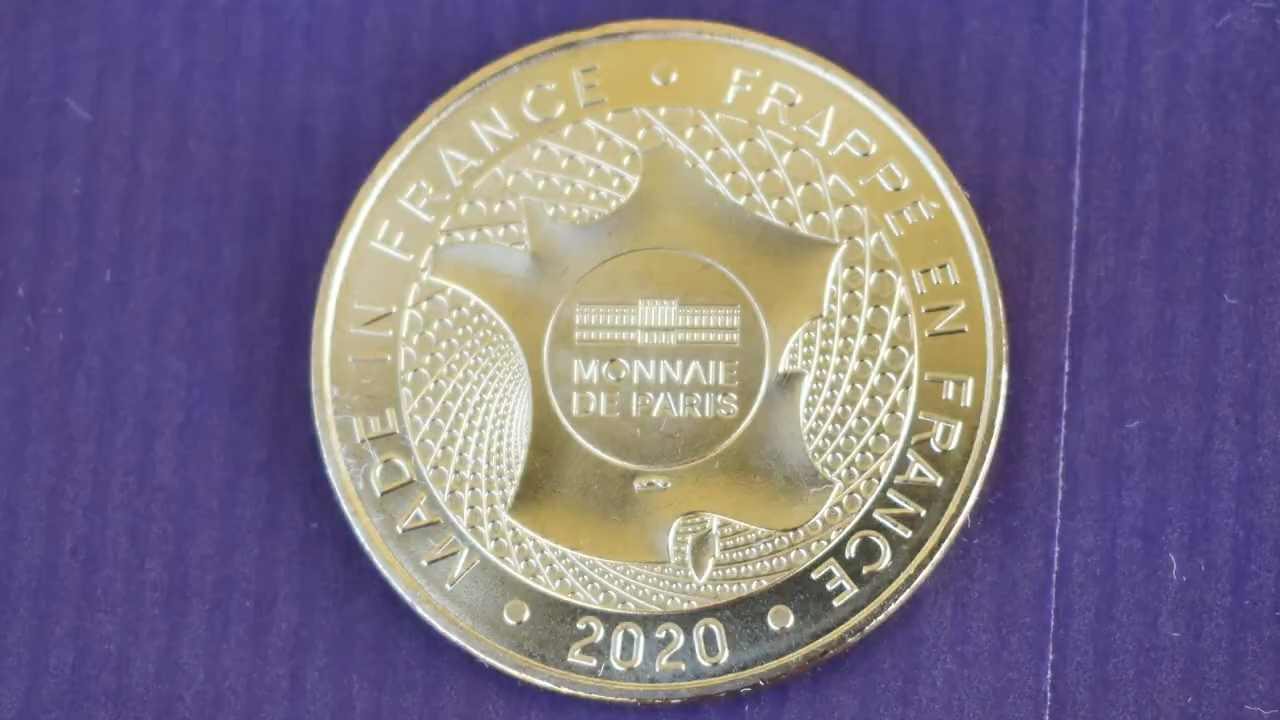 MADE IN FRANCE • FRAPPÉ EN FRANCE
MONNAIE
DE PARIS
• 2020 •